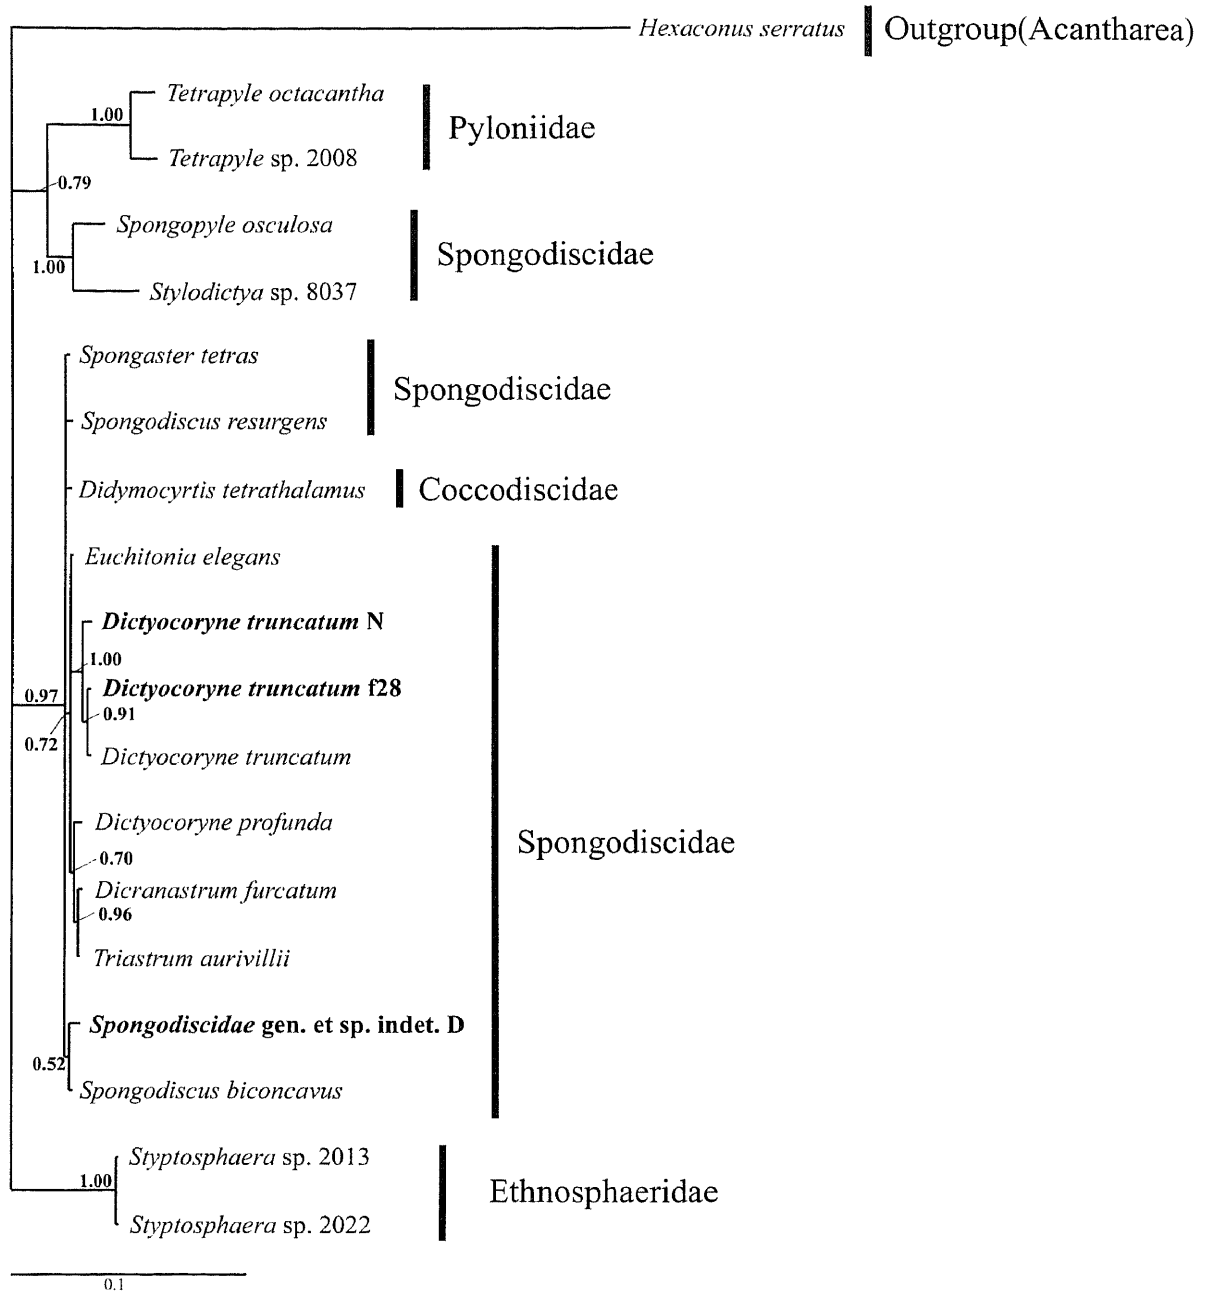 Hexaconus serratus Outgroup(Acantharea)
Tetrapyle octacantha
1.00
Pyloniidae
Tetrapyle sp. 2008
0.79
Spongopyle osculosa
Spongodiscidae
1.00
Stylodictya sp. 8037
Spongaster tetras
Spongodiscidae
Spongodiscus resurgens
Didymocyrtis tetrathalamus Coccodiscidae
Euchitonia elegans
Dictyocoryne truncatum N
1.00
Dictyocoryne truncatum f28
0.97
0.91
0.72
Dictyocoryne truncatum
Dictyocoryne profunda
Spongodiscidae
0.70
Dicranastrum furcatum
0.96
Triastrum aurivillii
Spongodiscidae gen. et sp. indet. D
0.52
Spongodiscus biconcavus
Styptosphaera sp. 2013
1.00
Ethnosphaeridae
Styptosphaera sp. 2022
0.1